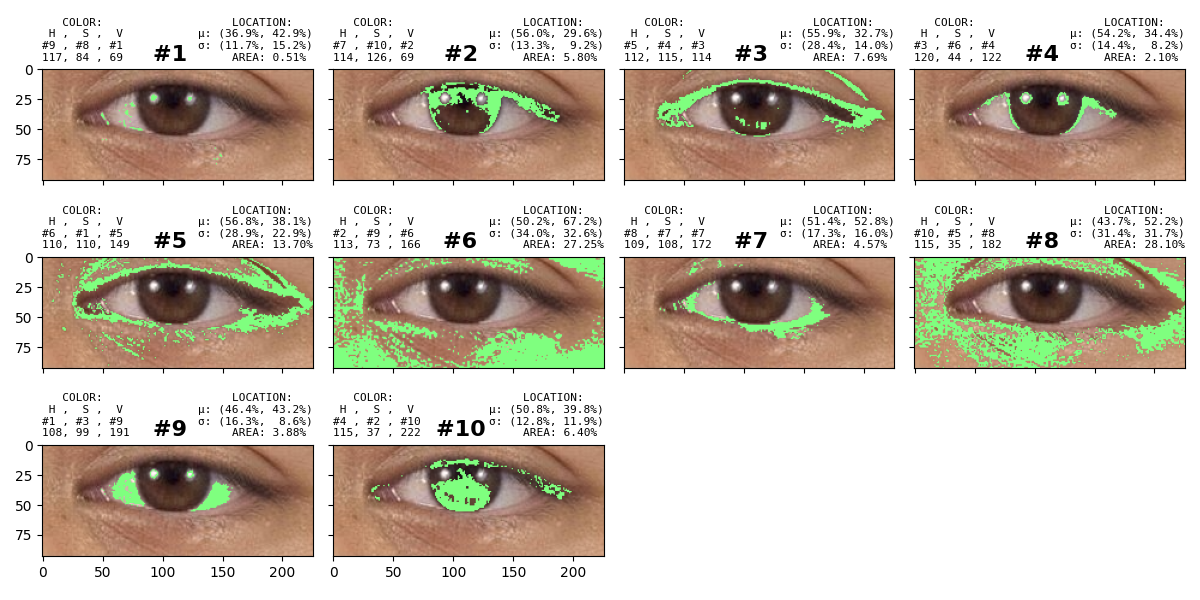 COLOR: LOCATION:
H , S , V μ: (36.9%, 42.9%)
#9 , #8 , #1 #1 σ: (11.7%, 15.2%)
117, 84 , 69 AREA: 0.51%
COLOR: LOCATION:
H , S , V μ: (56.0%, 29.6%)
#7 , #10, #2 #2 σ: (13.3%, 9.2%)
114, 126, 69 AREA: 5.80%
COLOR: LOCATION:
H , S , V μ: (55.9%, 32.7%)
#5 , #4 , #3 #3 σ: (28.4%, 14.0%)
112, 115, 114 AREA: 7.69%
COLOR: LOCATION:
H , S , V μ: (54.2%, 34.4%)
#3 , #6 , #4 #4 σ: (14.4%, 8.2%)
120, 44 , 122 AREA: 2.10%
0
25
50
75
COLOR: LOCATION:
H , S , V μ: (56.8%, 38.1%)
#6 , #1 , #5 #5 σ: (28.9%, 22.9%)
110, 110, 149 AREA: 13.70%
COLOR: LOCATION:
H , S , V μ: (50.2%, 67.2%)
#2 , #9 , #6 #6 σ: (34.0%, 32.6%)
113, 73 , 166 AREA: 27.25%
COLOR: LOCATION:
H , S , V μ: (51.4%, 52.8%)
#8 , #7 , #7 #7 σ: (17.3%, 16.0%)
109, 108, 172 AREA: 4.57%
COLOR: LOCATION:
H , S , V μ: (43.7%, 52.2%)
#10, #5 , #8 #8 σ: (31.4%, 31.7%)
115, 35 , 182 AREA: 28.10%
0
25
50
75
COLOR: LOCATION:
H , S , V μ: (46.4%, 43.2%)
#1 , #3 , #9 #9 σ: (16.3%, 8.6%)
108, 99 , 191 AREA: 3.88%
COLOR: LOCATION:
H , S , V μ: (50.8%, 39.8%)
#4 , #2 , #10 #10 σ: (12.8%, 11.9%)
115, 37 , 222 AREA: 6.40%
0
25
50
75
0 50 100 150 200
0 50 100 150 200